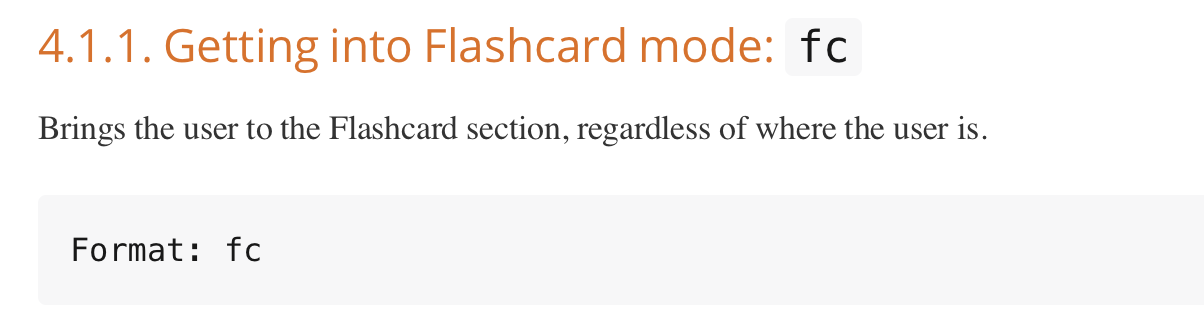 4.1.1. Getting into Flashcard mode: fc
Brings the user to the Flashcard section, regardless of where the user is.
Format: fc